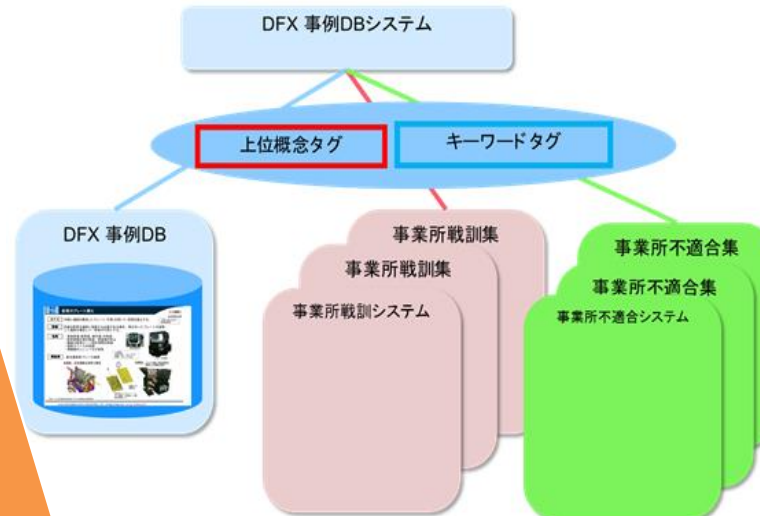 DFX 事例DBシステム
上位概念タグ
キーワードタグ
DFX 事例DB
事業所戦訓集
事業所戦訓集
事業所戦訓システム
事業所不適合集
事業所不適合集
事業所不適合システム